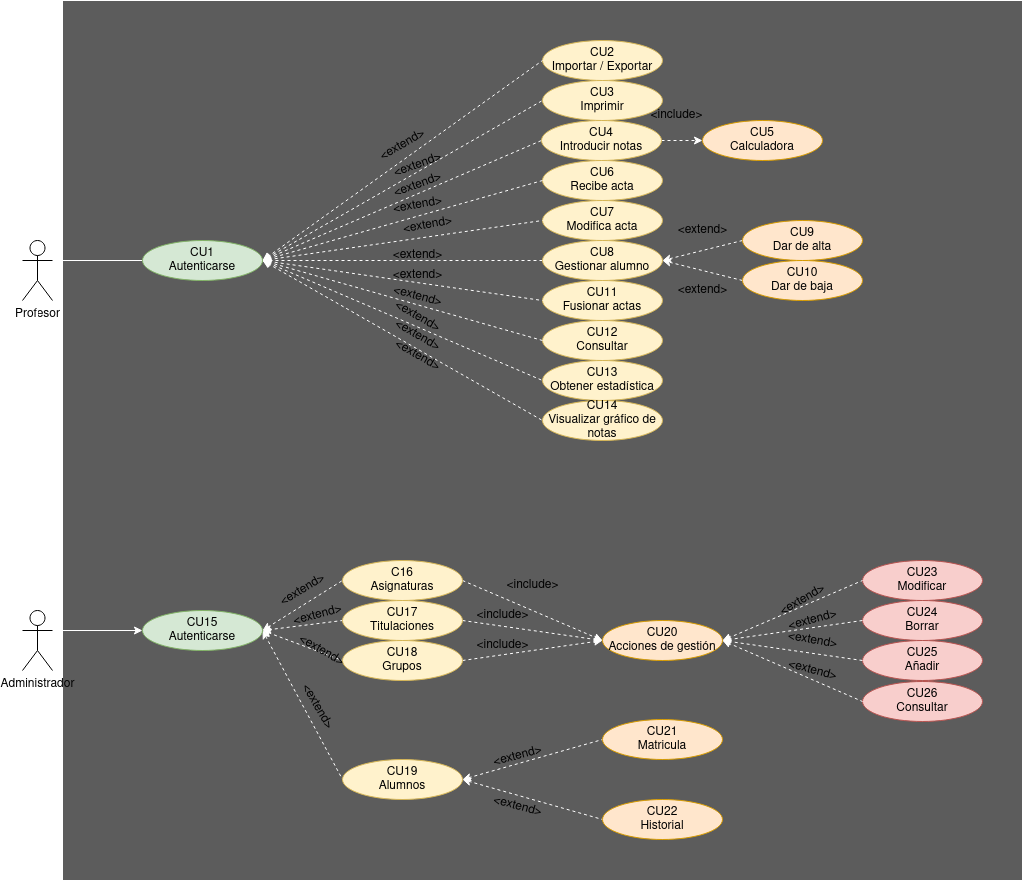 CU2
Importar / Exportar
CU3
Imprimir
<include>
CU4
Introducir notas
CU5
Calculadora
CU6
Recibe acta
CU7
Modifica acta
CU8
Gestionar alumno
CU9
Dar de alta
CU10
Dar de baja
CU11
Fusionar actas
CU12
Consultar
CU13
Obtener estadística
CU14
Visualizar gráfico de
notas
<extend>
<extend>
<extend>
<extend>
<extend>
<extend>
<extend>
<extend>
<extend>
<extend>
<extend>
<extend>
<extend>
CU1
Autenticarse
Profesor
C16
Asignaturas
CU17
Titulaciones
CU18
Grupos
CU15
Autenticarse
Administrador
<extend>
<extend>
<extend>
<extend>
<include>
<include>
<include>
CU20
Acciones de gestión
<extend>
<extend>
<extend>
<extend>
CU23
Modificar
CU24
Borrar
CU25
Añadir
CU26
Consultar
CU19
Alumnos
<extend>
<extend>
CU21
Matricula
CU22
Historial